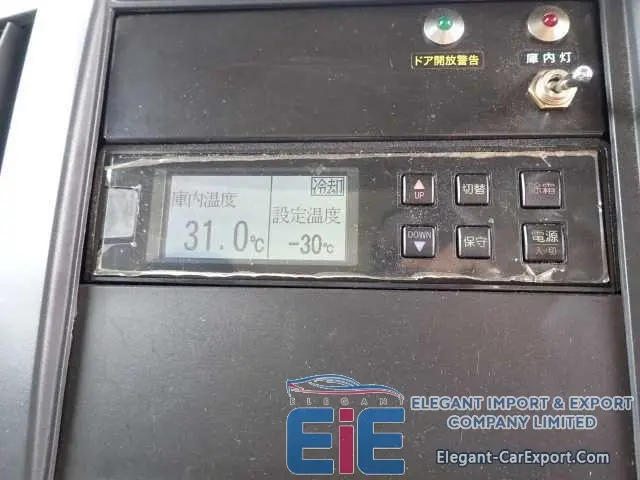 ドア開放警告
庫内灯
冷却
庫内温度
31.0℃
設定温度
-30℃
UP
切替
除霜
DOWN
保守
電源
入/切
ELEGANT
EiE
ELEGANT IMPORT & EXPORT
COMPANY LIMITED
Elegant-CarExport.Com